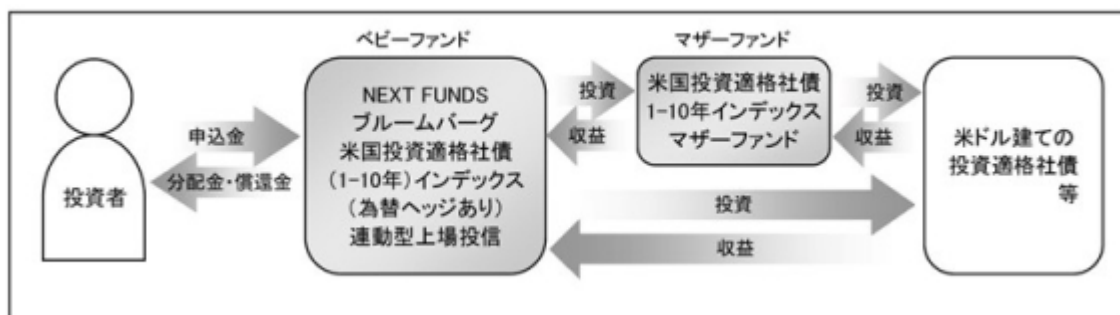 ベビーファンド
マザーファンド
投資者
申込金
分配金・償還金
NEXT FUNDS
ブルームバーグ
米国投資適格社債
(1-10年)インデックス
(為替ヘッジあり)
連動型上場投信
投資
収益
米国投資適格社債
1-10年インデックス
マザーファンド
投資
収益
投資
収益
米ドル建ての
投資適格社債
等